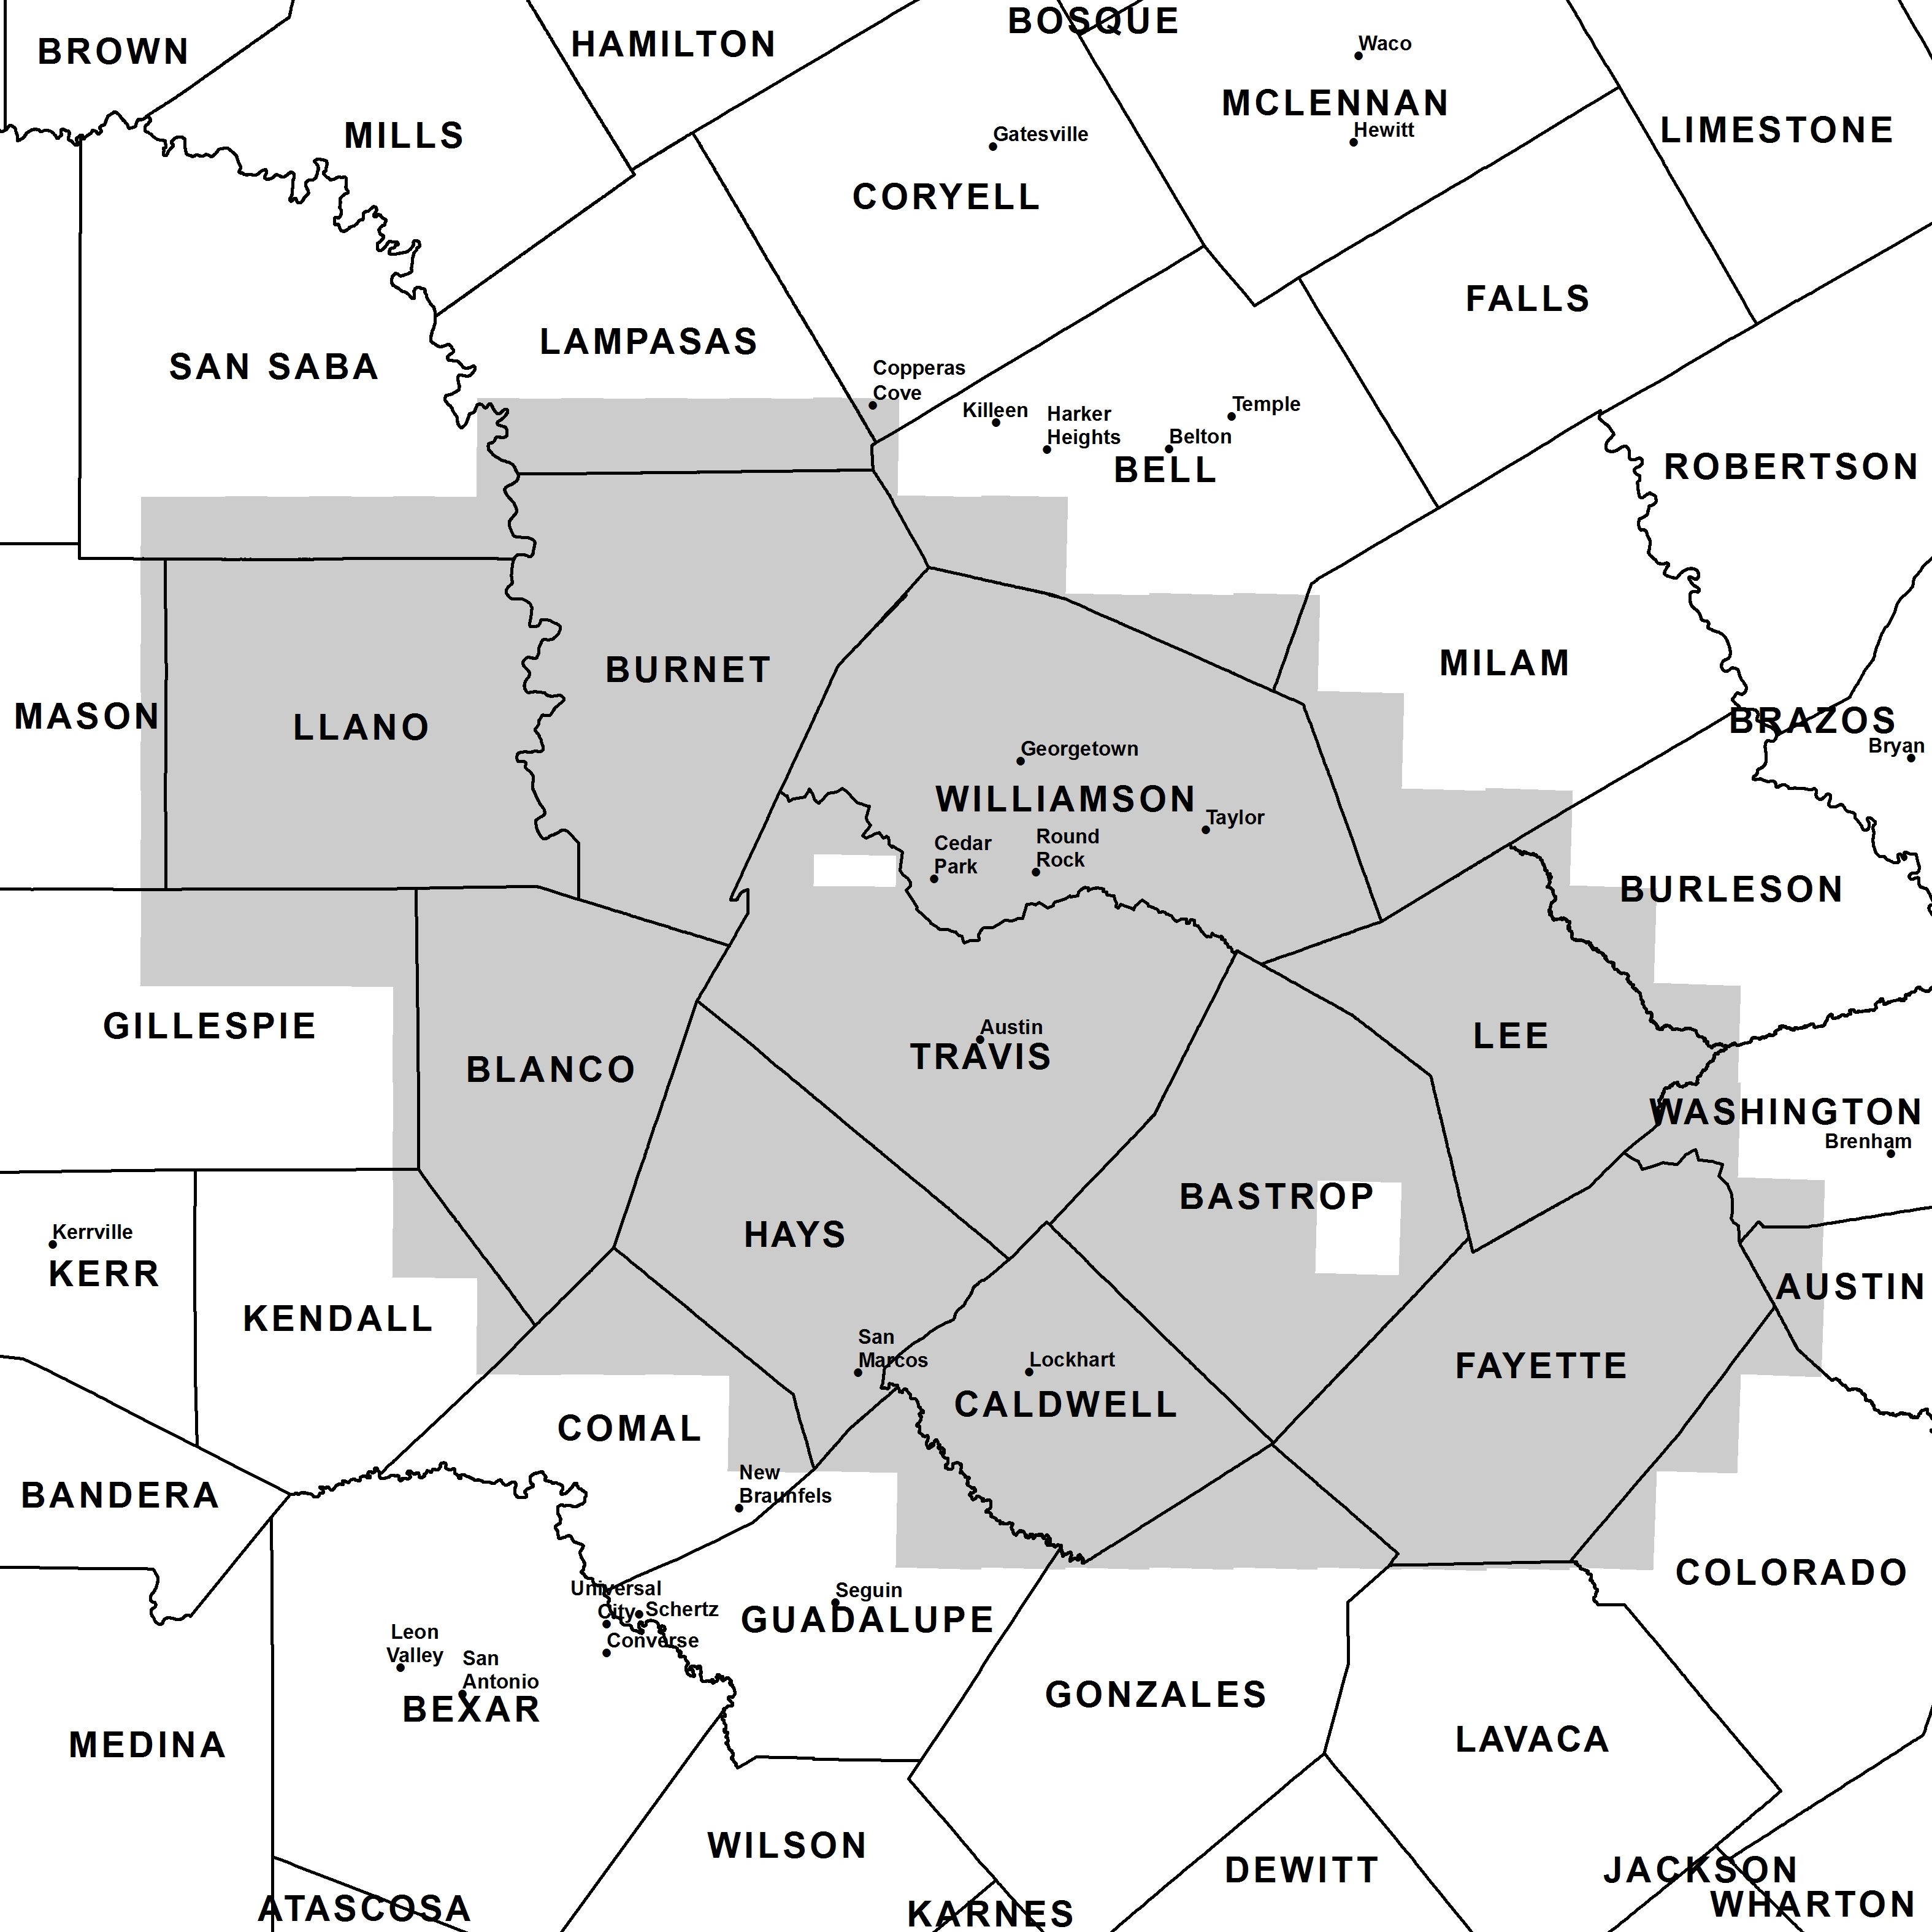 BOSQUE
BROWN
HAMILTON
Waco
MCLENNAN
MILLS
Gatesville
Hewitt
LIMESTONE
CORYELL
FALLS
LAMPASAS
SAN SABA
Copperas
Cove
Killeen
Harker
Heights
Temple
Belton
BELL
ROBERTSON
BURNET
MILAM
MASON
LLANO
BRAZOS
Bryan
Georgetown
WILLIAMSON
Taylor
Cedar
Park
Round
Rock
BURLESON
GILLESPIE
Austin
TRAVIS
LEE
BLANCO
WASHINGTON
Brenham
BASTROP
Kerrville
KERR
HAYS
AUSTIN
KENDALL
San
Marcos
Lockhart
FAYETTE
CALDWELL
COMAL
New
Braunfels
BANDERA
COLORADO
Universal
City
Schertz
Seguin
GUADALUPE
Converse
Leon
Valley
San
Antonio
BEXAR
GONZALES
MEDINA
LAVACA
WILSON
DEWITT
JACKSON
WHARTON
ATASCOSA
KARNES